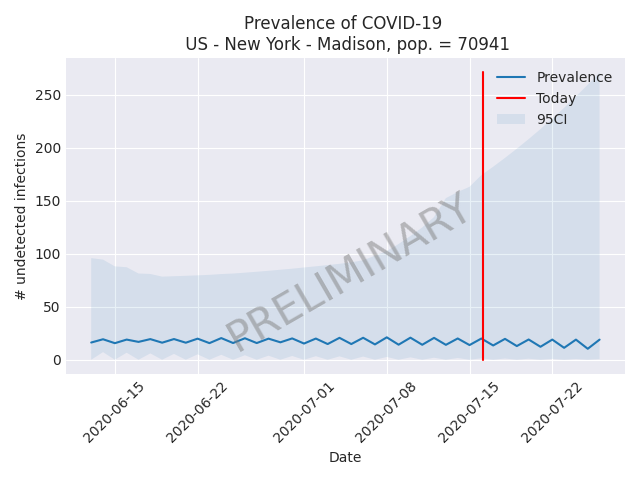 Prevalence of COVID-19
US - New York - Madison, pop. = 70941
Prevalence
Today
95CI
250
200
150
100
50
0
# undetected infections
PRELIMINARY
2020-06-15
2020-06-22
2020-07-01
2020-07-08
2020-07-15
2020-07-22
Date